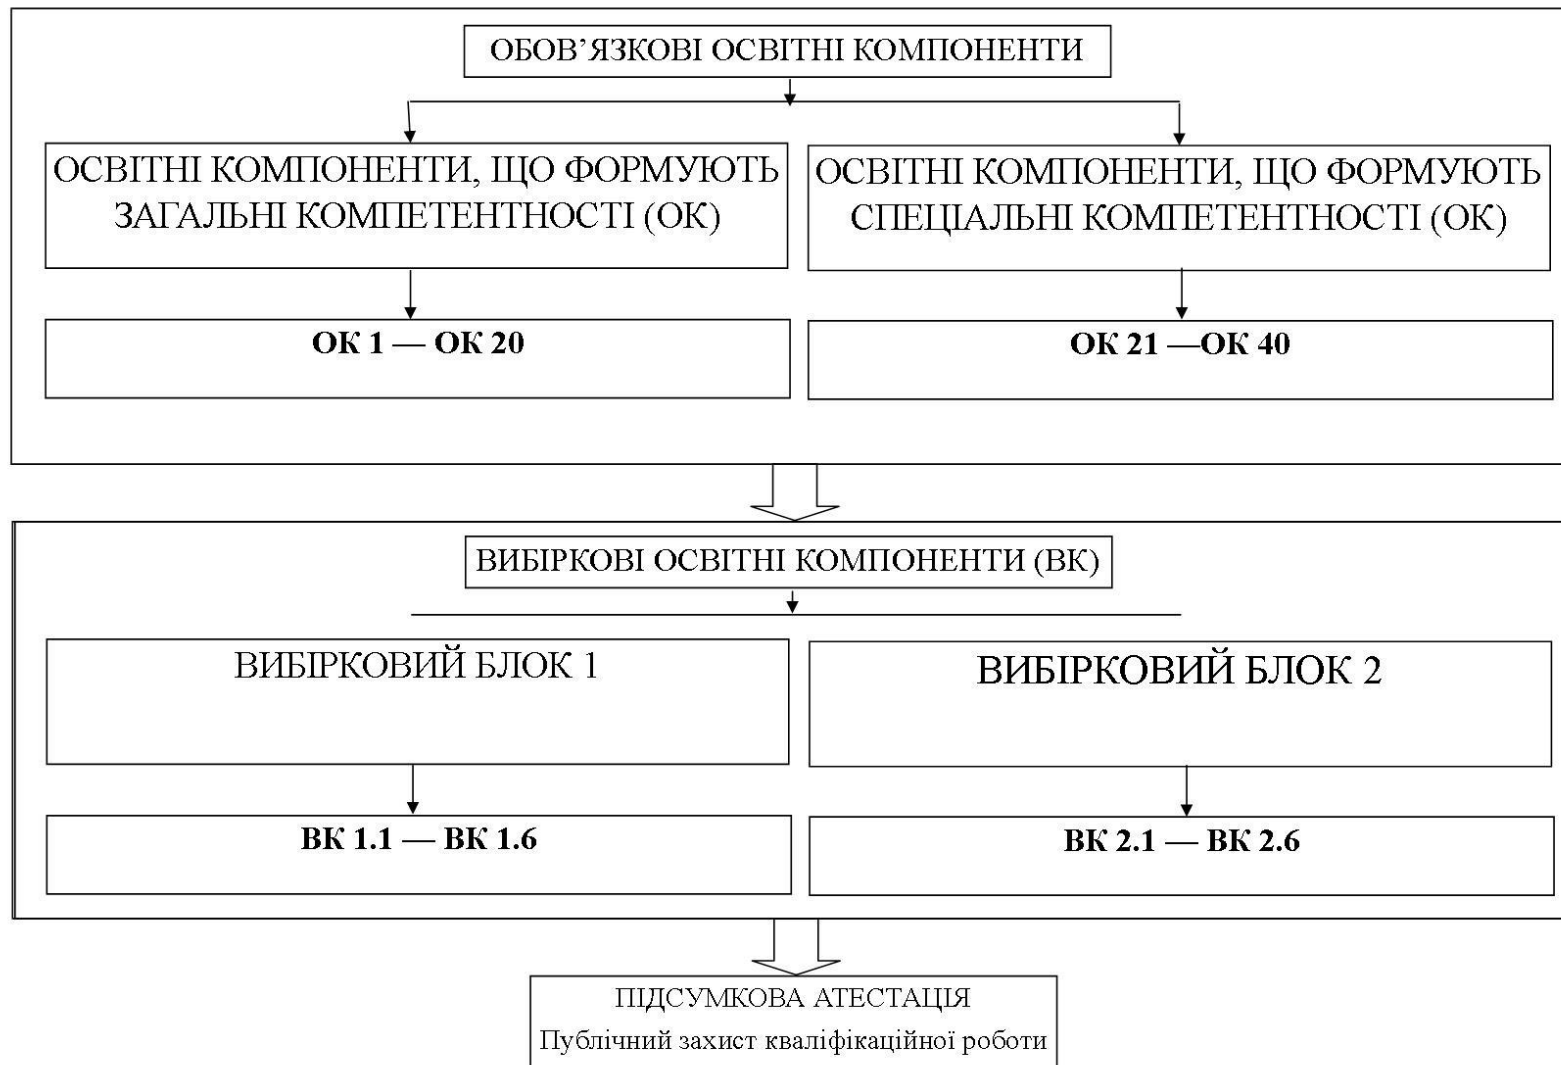 ОБОВ’ЯЗКОВІ ОСВІТНІ КОМПОНЕНТИ
ОСВІТНІ КОМПОНЕНТИ, ЩО ФОРМУЮТЬ
ЗАГАЛЬНІ КОМПЕТЕНТНОСТІ (ОК)
ОСВІТНІ КОМПОНЕНТИ, ЩО ФОРМУЮТЬ
СПЕЦІАЛЬНІ КОМПЕТЕНТНОСТІ (ОК)
ОК 1 — ОК 20
ОК 21 —ОК 40
ВИБІРКОВІ ОСВІТНІ КОМПОНЕНТИ (ВК)
ВИБІРКОВИЙ БЛОК 1
ВИБІРКОВИЙ БЛОК 2
ВК 1.1 — ВК 1.6
ВК 2.1 — ВК 2.6
ПІДСУМКОВА АТЕСТАЦІЯ
Публічний захист кваліфікаційної роботи